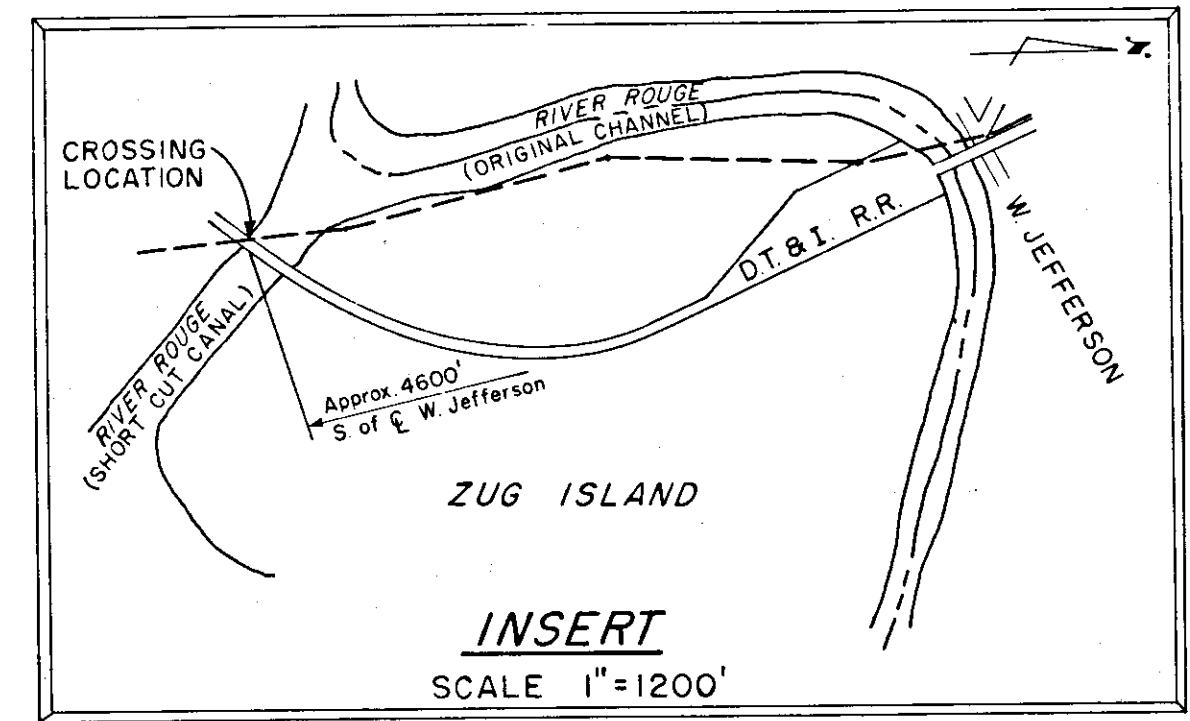 N.
RIVER ROUGE
(ORIGINAL CHANNEL)
CROSSING
LOCATION
W. JEFFERSON
D.T. & I. R.R.
RIVER ROUGE
(SHORT CUT CANAL)
Approx. 4600'
S. of ℄ W. Jefferson
ZUG ISLAND
INSERT
SCALE 1"=1200'